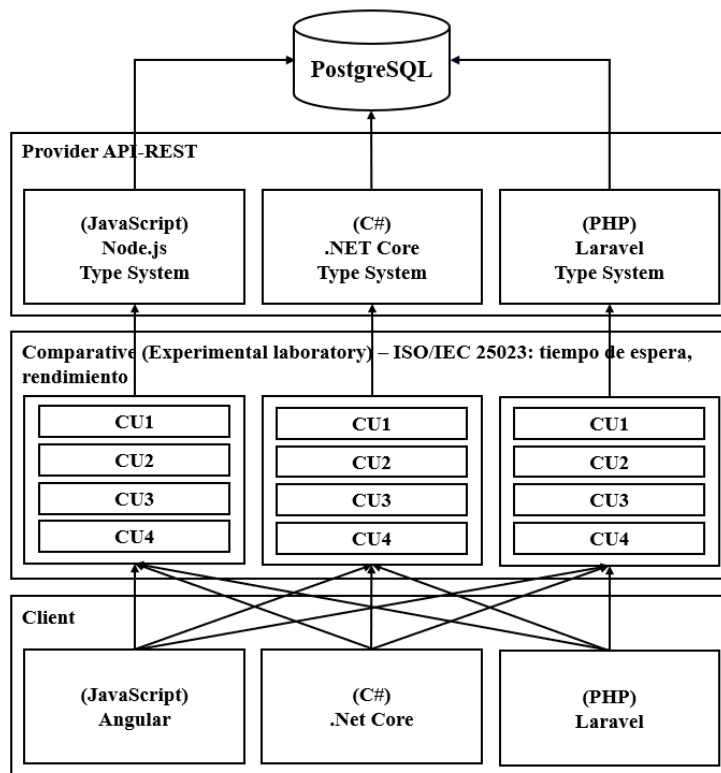 PostgreSQL
Provider API-REST
(JavaScript)
Node.js
Type System
(C#)
.NET Core
Type System
(PHP)
Laravel
Type System
Comparative (Experimental laboratory) – ISO/IEC 25023: tiempo de espera,
rendimiento
CU1
CU2
CU3
CU4
CU1
CU2
CU3
CU4
CU1
CU2
CU3
CU4
Client
(JavaScript)
Angular
(C#)
.Net Core
(PHP)
Laravel